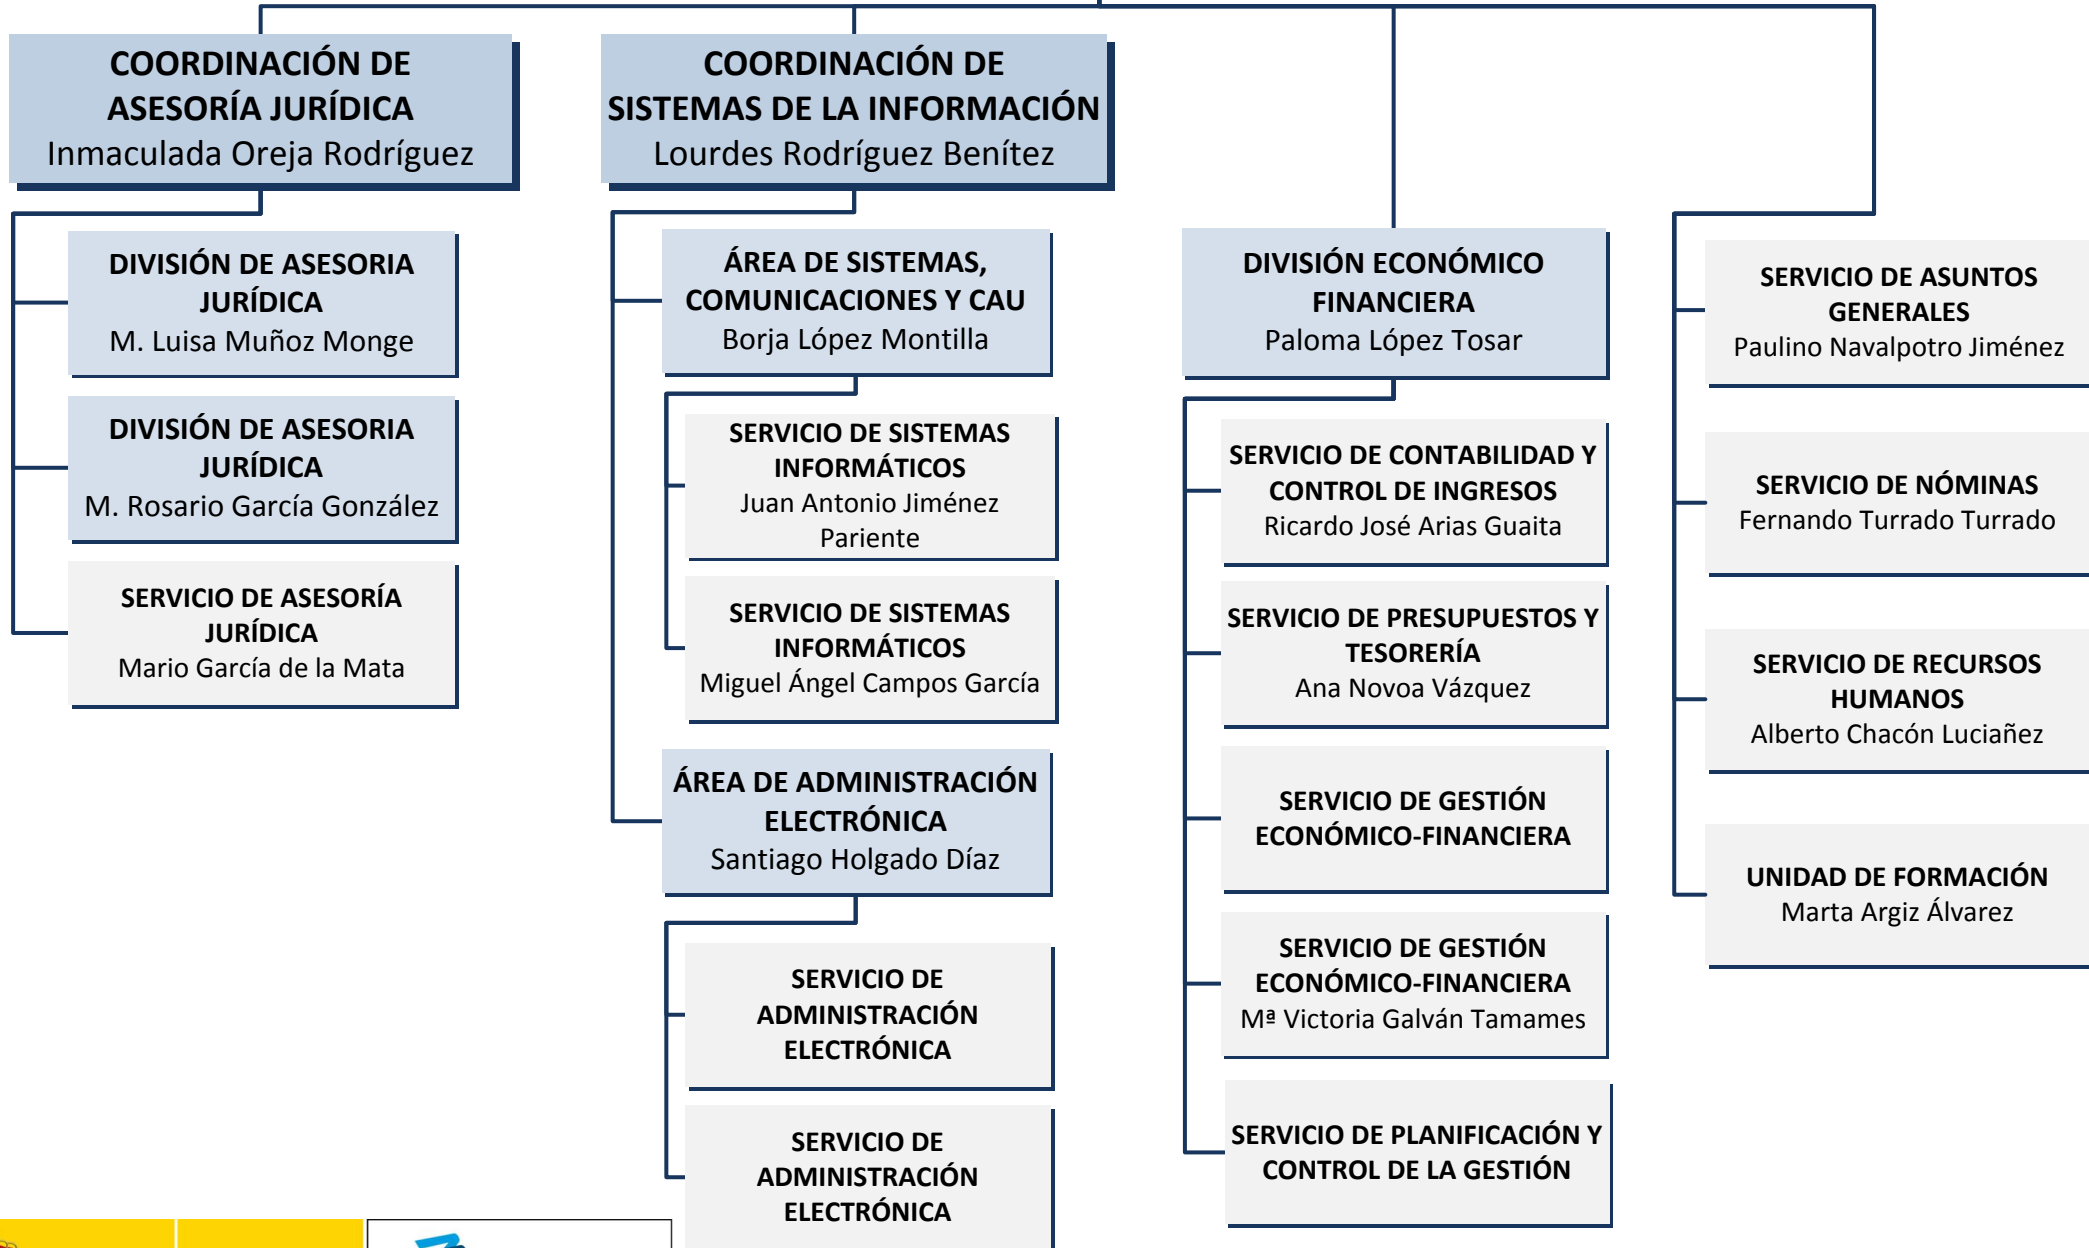 COORDINACIÓN DE
ASESORÍA JURÍDICA
Inmaculada Oreja Rodríguez
DIVISIÓN DE ASESORIA
JURÍDICA
M. Luisa Muñoz Monge
DIVISIÓN DE ASESORIA
JURÍDICA
M. Rosario García González
SERVICIO DE ASESORÍA
JURÍDICA
Mario García de la Mata
COORDINACIÓN DE
SISTEMAS DE LA INFORMACIÓN
Lourdes Rodríguez Benítez
ÁREA DE SISTEMAS,
COMUNICACIONES Y CAU
Borja López Montilla
SERVICIO DE SISTEMAS
INFORMÁTICOS
Juan Antonio Jiménez
Pariente
SERVICIO DE SISTEMAS
INFORMÁTICOS
Miguel Ángel Campos García
ÁREA DE ADMINISTRACIÓN
ELECTRÓNICA
Santiago Holgado Díaz
SERVICIO DE
ADMINISTRACIÓN
ELECTRÓNICA
SERVICIO DE
ADMINISTRACIÓN
ELECTRÓNICA
DIVISIÓN ECONÓMICO
FINANCIERA
Paloma López Tosar
SERVICIO DE CONTABILIDAD Y
CONTROL DE INGRESOS
Ricardo José Arias Guaita
SERVICIO DE PRESUPUESTOS Y
TESORERÍA
Ana Novoa Vázquez
SERVICIO DE GESTIÓN
ECONÓMICO-FINANCIERA
SERVICIO DE GESTIÓN
ECONÓMICO-FINANCIERA
Mª Victoria Galván Tamames
SERVICIO DE PLANIFICACIÓN Y
CONTROL DE LA GESTIÓN
SERVICIO DE ASUNTOS
GENERALES
Paulino Navalpotro Jiménez
SERVICIO DE NÓMINAS
Fernando Turrado Turrado
SERVICIO DE RECURSOS
HUMANOS
Alberto Chacón Luciañez
UNIDAD DE FORMACIÓN
Marta Argiz Álvarez